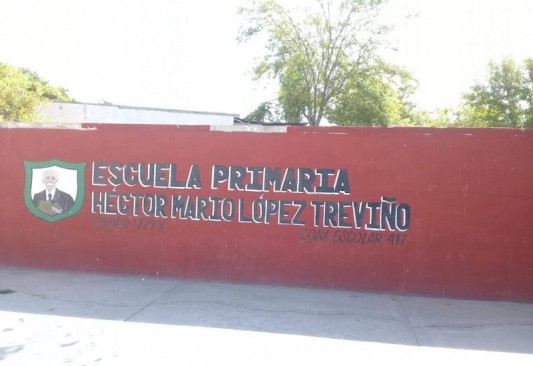 ESCUELA PRIMARIA
HÉCTOR MARIO LÓPEZ TREVIÑO
ZONA ESCOLAR 417